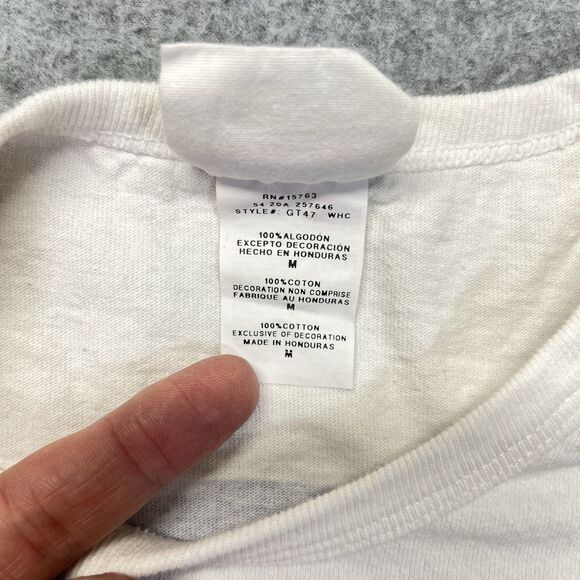 RN#15763
54 20A 257646
STYLE#: GT47 WHC
100%ALGODÓN
EXCEPTO DECORACIÓN
HECHO EN HONDURAS
M
100%COTON
DECORATION NON COMPRISE
FABRIQUE AU HONDURAS
M
100%COTTON
EXCLUSIVE OF DECORATION
MADE IN HONDURAS
M